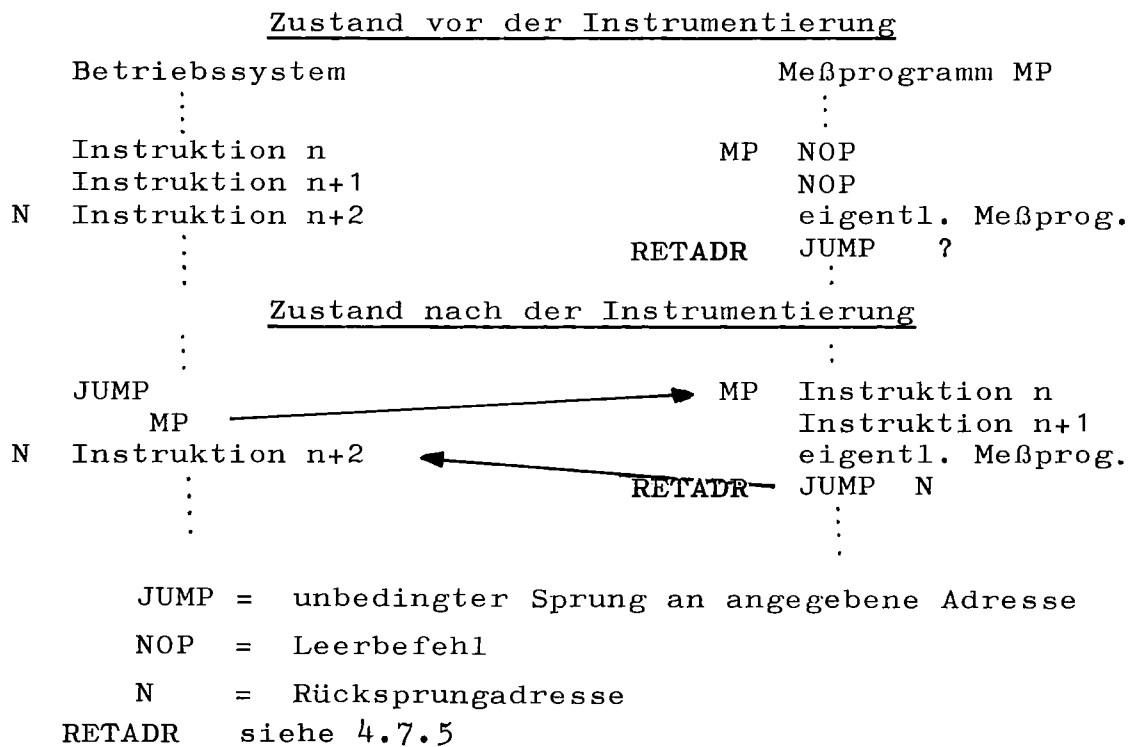 Zustand vor der Instrumentierung
Betriebssystem Meßprogramm MP
Instruktion n MP NOP
Instruktion n+1 NOP
N Instruktion n+2 eigentl. Meßprog.
RETADR JUMP ?
Zustand nach der Instrumentierung
JUMP MP Instruktion n
MP Instruktion n+1
N Instruktion n+2 eigentl. Meßprog.
RETADR JUMP N
JUMP = unbedingter Sprung an angegebene Adresse
NOP = Leerbefehl
N = Rücksprungadresse
RETADR siehe 4.7.5